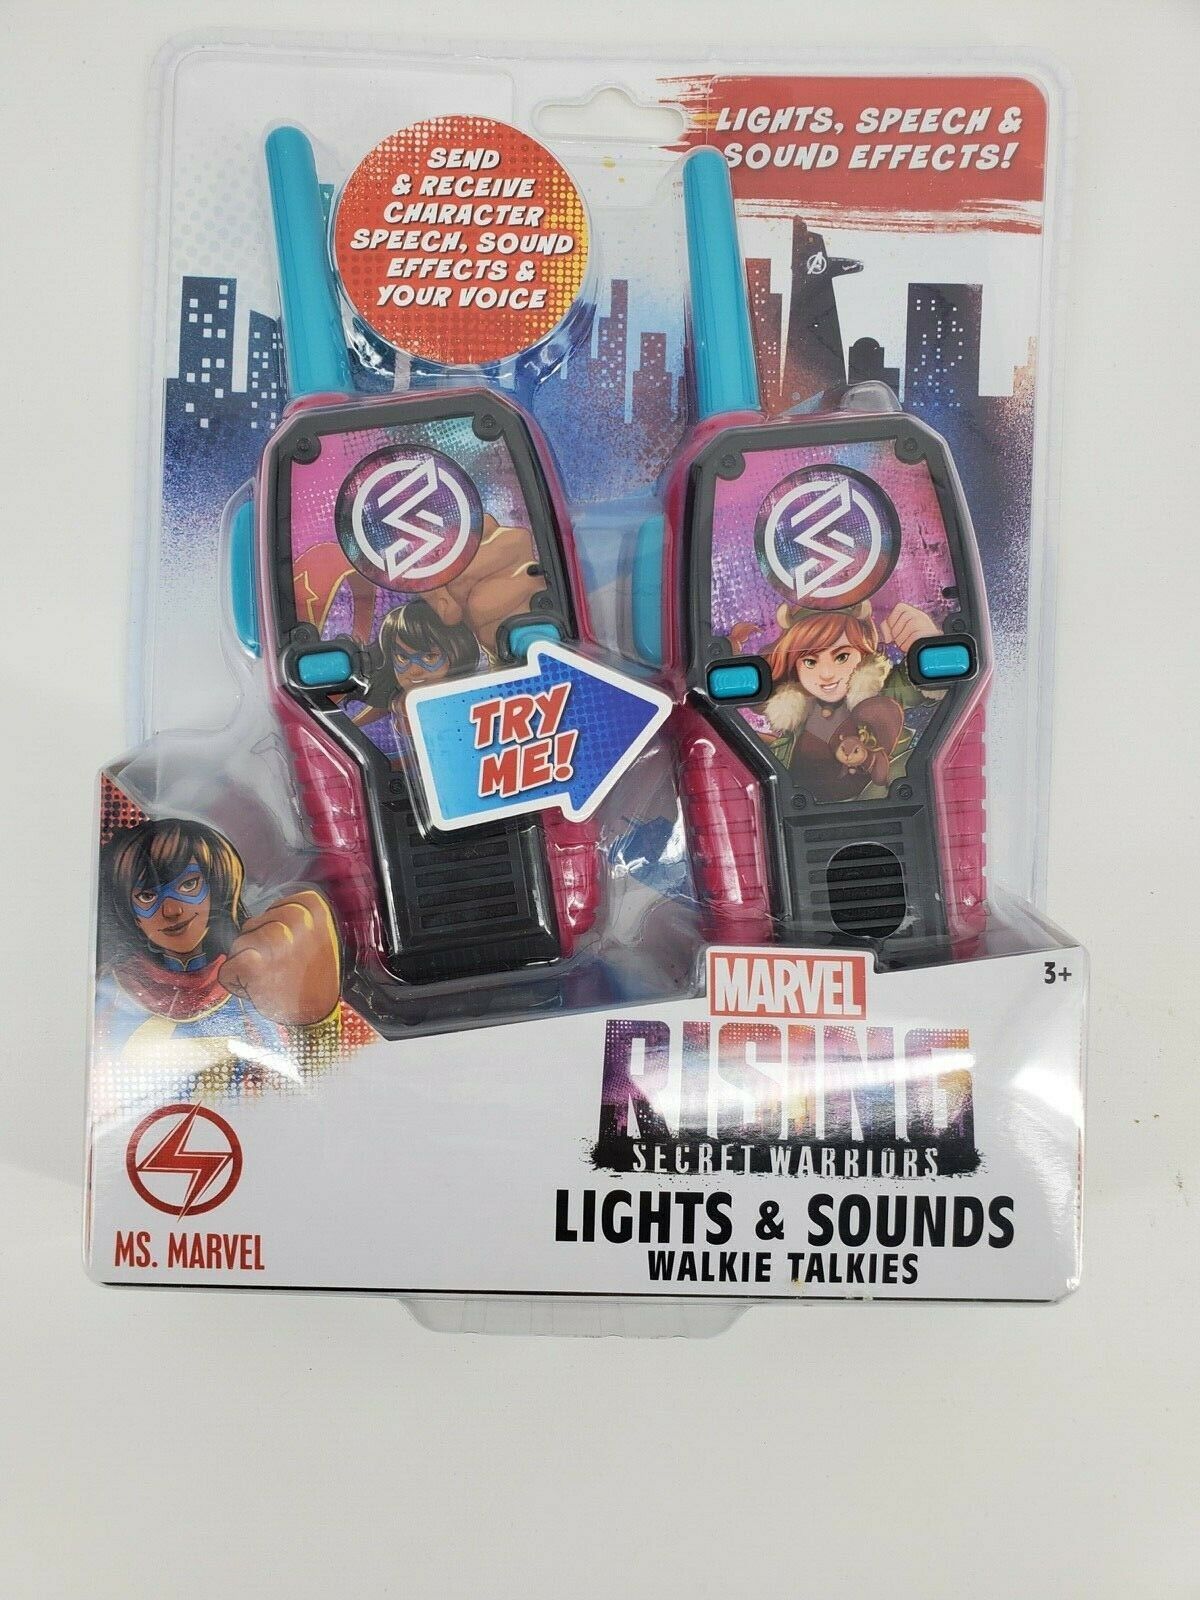 LIGHTS, SPEECH &
SOUND EFFECTS!
SEND
& RECEIVE
CHARACTER
SPEECH, SOUND
EFFECTS &
YOUR VOICE
TRY
ME!
MARVEL
3+
RISING
SECRET WARRIORS
LIGHTS & SOUNDS
WALKIE TALKIES
MS. MARVEL